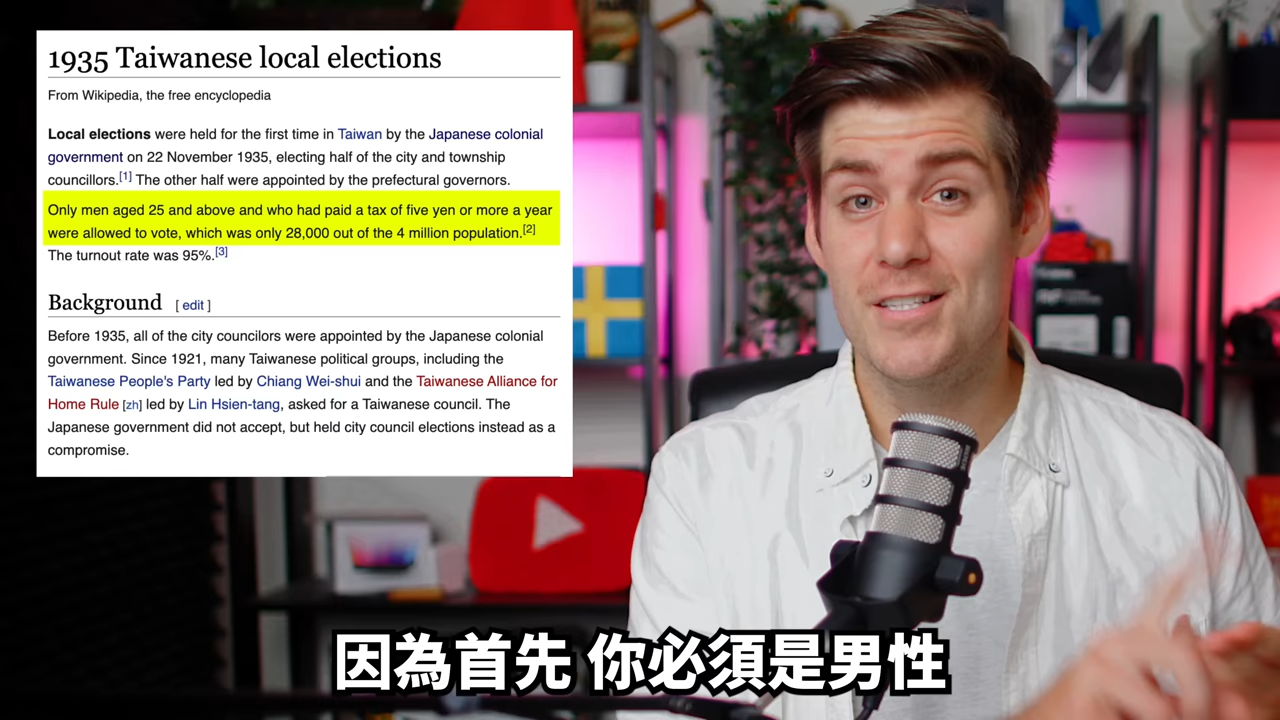 1935 Taiwanese local elections
From Wikipedia, the free encyclopedia
Local elections were held for the first time in Taiwan by the Japanese colonial
government on 22 November 1935, electing half of the city and township
councillors.[1] The other half were appointed by the prefectural governors.
Only men aged 25 and above and who had paid a tax of five yen or more a year
were allowed to vote, which was only 28,000 out of the 4 million population.[2]
The turnout rate was 95%.[3]
Background [ edit ]
Before 1935, all of the city councilors were appointed by the Japanese colonial
government. Since 1921, many Taiwanese political groups, including the
Taiwanese People's Party led by Chiang Wei-shui and the Taiwanese Alliance for
Home Rule [zh] led by Lin Hsien-tang, asked for a Taiwanese council. The
Japanese government did not accept, but held city council elections instead as a
compromise.
因為首先 你必須是男性